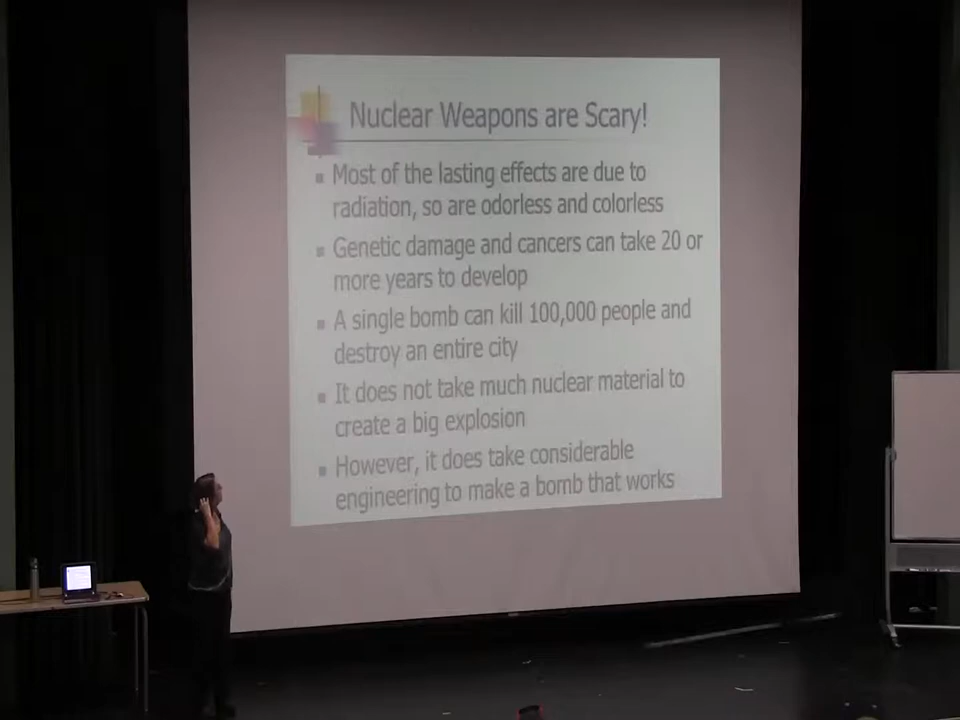 Nuclear Weapons are Scary!
Most of the lasting effects are due to
radiation, so are odorless and colorless
Genetic damage and cancers can take 20 or
more years to develop
A single bomb can kill 100,000 people and
destroy an entire city
It does not take much nuclear material to
create a big explosion
However, it does take considerable
engineering to make a bomb that works